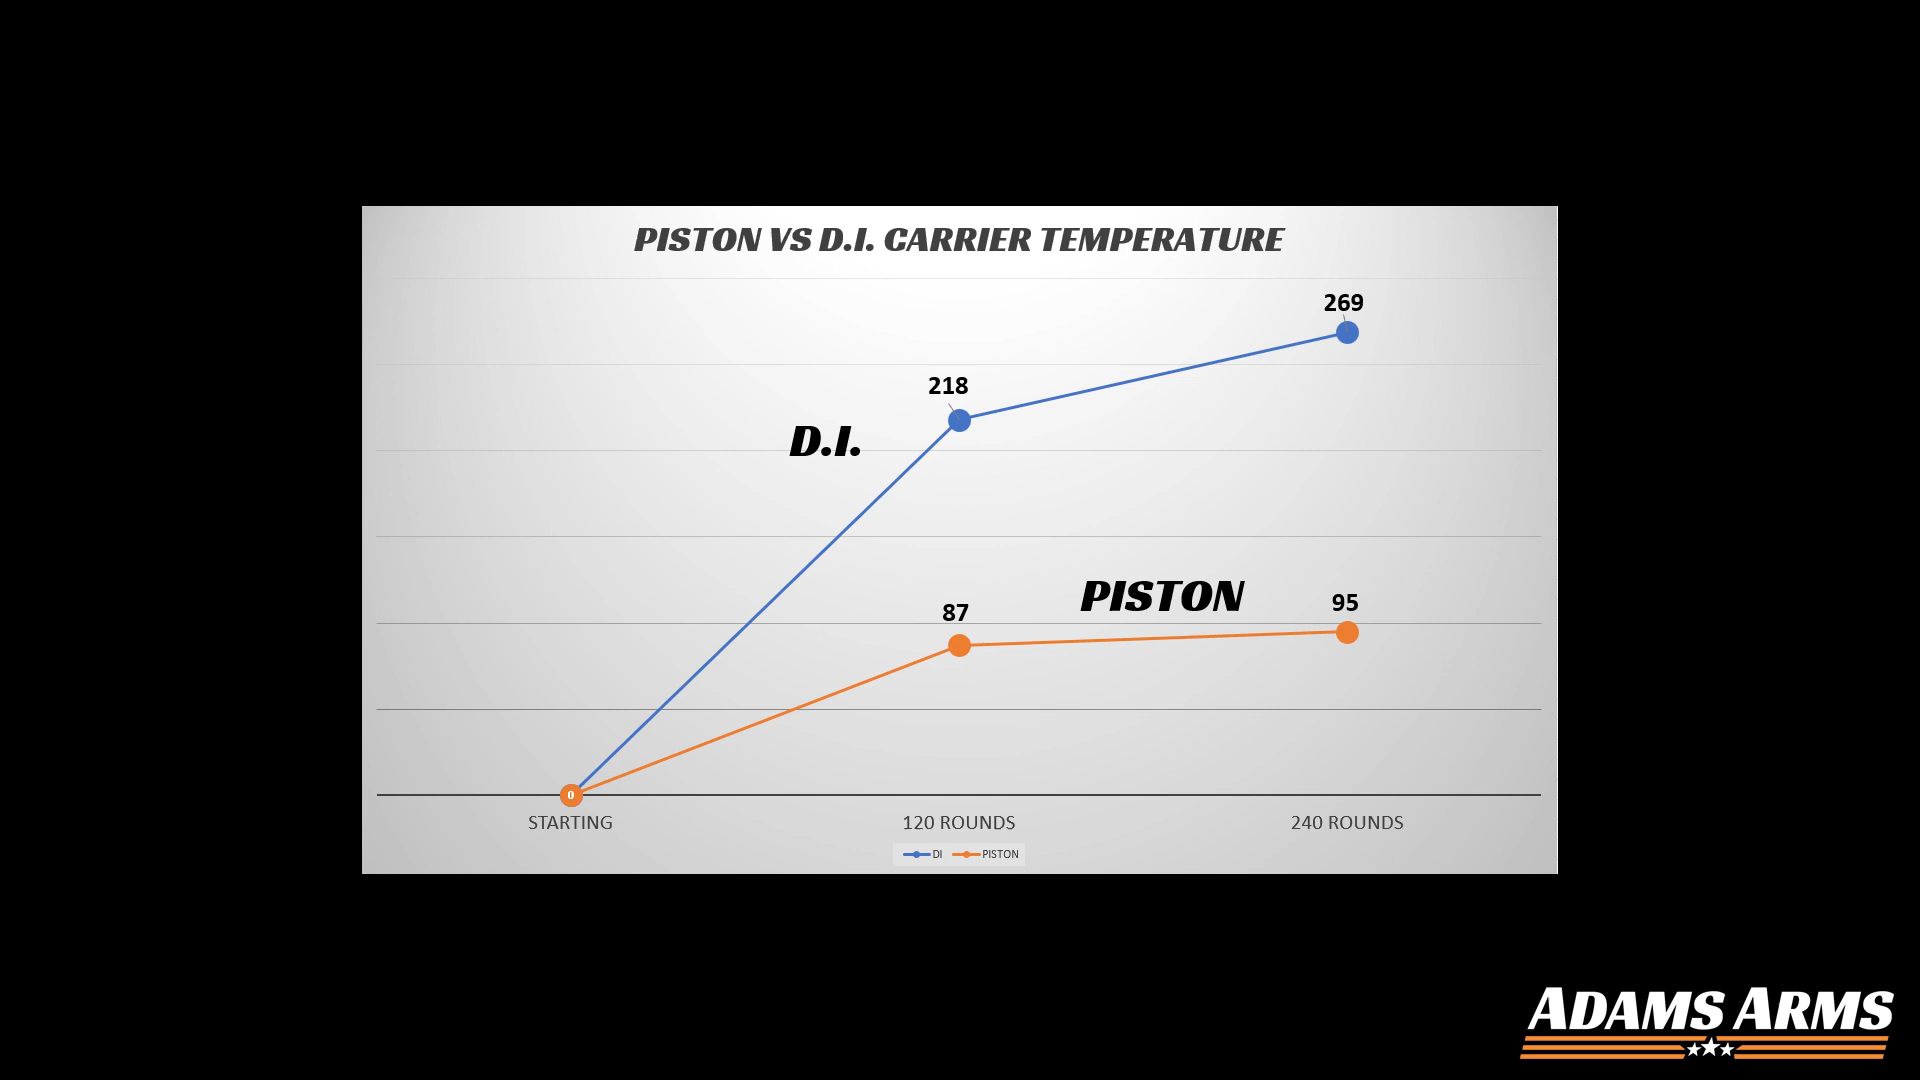 PISTON VS D.I. CARRIER TEMPERATURE
269
218
D.I.
PISTON
87
95
0
STARTING
120 ROUNDS
240 ROUNDS
DI
PISTON
ADAMS ARMS